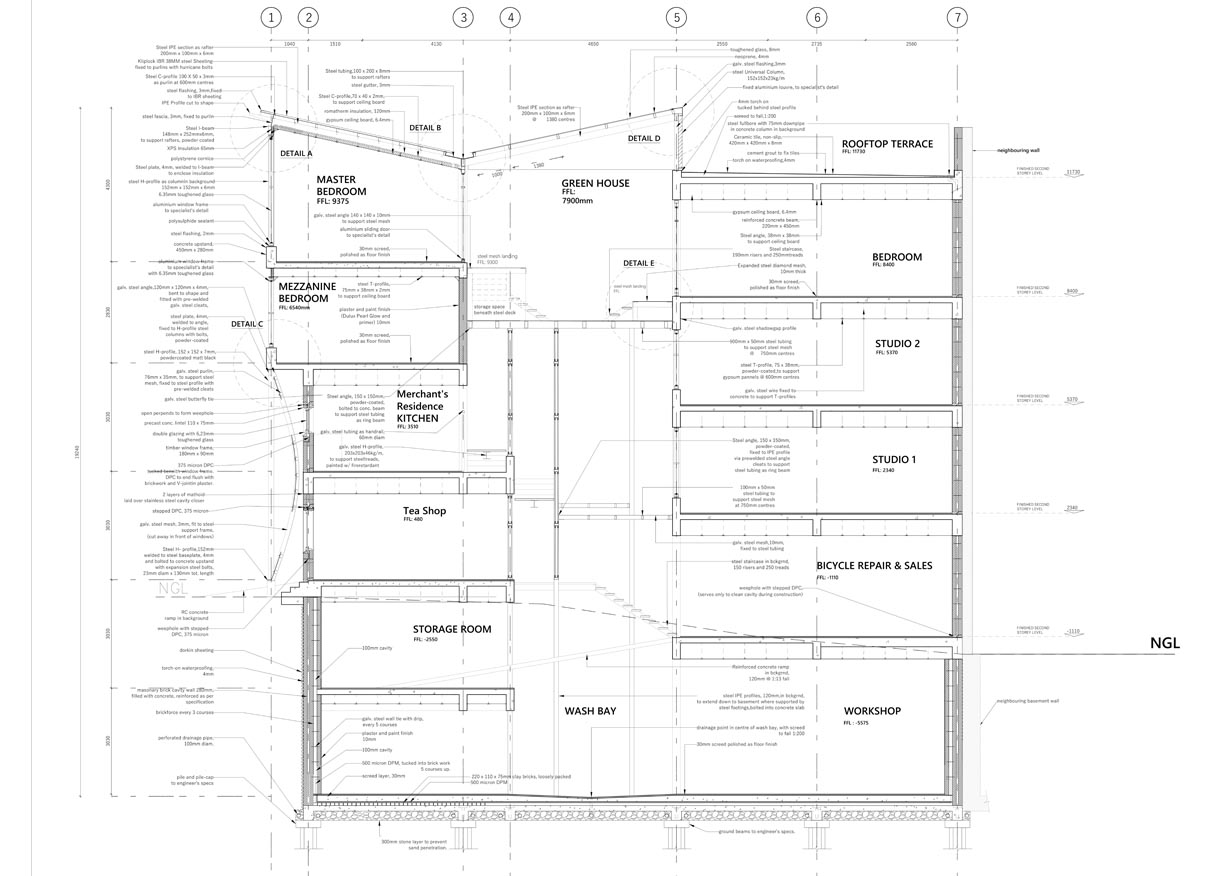 1 2 3 4 5 6 7
1040 1510 4130 4650 2550 2735 2580
Steel IPE section as rafter
200mm x 100mm x 6mm
Kliplock IBR 38MM steel Sheeting
fixed to purlins with hurricane bolts
Steel C-profile 100 X 50 x 3mm
as purlin at 600mm centres
steel flashing, 3mm,fixed
to IBR sheeting
IPE Profile cut to shape
steel fascia, 3mm, fixed to purlin
Steel I-beam
146mm x 252mmx6mm,
to support rafters, powder-coated
XPS Insulation 65mm
polystyrene cornice
Steel plate, 4mm, welded to I-beam
to enclose insulation
steel H-profile as columnin background
152mm x 152mm x 4mm
6.35mm toughened glass
aluminium window frame
to specialist's detail
polysulphide sealant
steel flashing, 2mm
concrete upstand,
450mm x 280mm
aluminium window frame
to specialist's detail
with 6.35mm toughened glass
galv. steel angle,120mm x 120mm x 4mm,
bent to shape and
fitted with pre-welded
galv. steel cleats,
steel plate, 4mm,
welded to angle,
fixed to H-profile steel
columns with bolts,
powder-coated
DETAIL C
steel H-profile, 152 x 152 x 7mm,
powdercoated matt black
galv. steel purlin,
76mm x 35mm, to support steel
mesh, fixed to steel profile with
pre-welded cleats
galv. steel butterfly tie
open perpends to form weephole
precast conc. lintel 110 x 75mm
double glazing with 6,23mm
toughened glass
timber window frame,
180mm x 90mm
375 micron DPC
tucked beneath window frame,
DPC to end flush with
brickwork and V-jointin plaster.
2 layers of malhoid
laid over stainless steel cavity closer
stepped DPC, 375 micron
galv. steel mesh, 3mm, fit to steel
support frame,
(cut away in front of windows)
Steel H- profile,152mm
welded to steel baseplate, 4mm
and bolted to concrete upstand
with expansion steel bolts,
23mm diam x 130mm tot. length
NGL
RC concrete
ramp in background
weephole with stepped
DPC, 375 micron
dorkin sheeting
torch-on waterproofing,
4mm
masonary brick cavity wall 280mm,
filled with concrete, reinforced as per
specification
brickforce every 3 courses
perforated drainage pipe,
100mm diam.
pile and pile-cap
to engineer's specs
4300
2830
3030
3030
3030
3030
3030
19240
Steel tubing,100 x 200 x 8mm
to support rafters
steel gutter, 3mm
Steel C-profile,70 x 40 x 2mm,
to support ceiling board
romatherm insulation, 120mm
gypsum ceiling board, 6.4mm
DETAIL A
DETAIL B
MASTER
BEDROOM
FFL: 9375
galv. steel angle 140 x 140 x 10mm
to support steel mesh
aluminium sliding door
to specialist's detail
30mm screed,
polished as floor finish
MEZZANINE
BEDROOM
FFL: 6540mm
steel T-profile,
75mm x 38mm x 2mm
to support ceiling board
plaster and paint finish
(Dulux Pearl Glow and
primer) 10mm
30mm screed,
polished as floor finish
Steel angle, 150 x 150mm,
powder-coated,
bolted to conc. beam
to support steel tubing
as ring beam
Merchant's
Residence
KITCHEN
FFL: 3510
galv. steel tubing as handrail,
60mm diam
galv. steel H-profile,
203x203x46kg/m,
to support steeltreads,
painted w/ fireretardant
Tea Shop
FFL: 480
STORAGE ROOM
FFL: -2550
100mm cavity
galv. steel wall tie with drip,
every 5 courses
plastor and paint finish
10mm
100mm cavity
500 micron DPM, tucked into brick work
5 courses up
screed layer, 30mm
220 x 110 x 75mm clay bricks, loosely packed
500 micron DPM
300mm stone layer to prevent
sand penetration.
Steel IPE section as rafter
200mm x 100mm x 6mm
@ 1380 centres
1000 1380
GREEN HOUSE
FFL:
7900mm
steel mesh landing
FFL 9300
storage space
beneath steel deck
DETAIL D
DETAIL E
WASH BAY
toughened glass, 8mm
neoprene, 4mm
galv. steel flashing,3mm
steel Universal Column,
152x152x23kg/m
fixed aluminium louvre, to specialist's detail
4mm torch on
tucked behind steel profile
screed to fall,1:200
steel fullbore with 75mm downpipe
in concrete column in background
Ceramic tile, non-slip,
420mm x 420mm x 8mm
cement grout to fix tiles
torch on waterproofing,4mm
ROOFTOP TERRACE
FFL: 11730
gypsum ceiling board, 6.4mm
reinforced concrete beam,
220mm x 450mm
Steel angle, 38mm x 38mm
to support ceiling board
Steel staircase,
190mm risers and 250mmtreads
Expanded steel diamond mesh,
10mm thick
30mm screed,
polished as floor finish
BEDROOM
FFL: 8400
galv. steel shadowgap profile
100mm x 50mm steel tubing
to support steel mesh
@ 750mm centres
steel T-profile, 75 x 38mm,
powder-coated,to support
gypsum pannels @ 600mm centres
galv. steel wire fixed to
concrete to support T-profiles
STUDIO 2
FFL: 5370
Steel angle, 150 x 150mm,
powder-coated,
fixed to IPE profile
via prewelded steel angle
cleats to support
steel tubing as ring beam
100mm x 50mm
steel tubing to
support steel mesh
at 750mm centres
STUDIO 1
FFL: 2340
galv. steel mesh,10mm,
fixed to steel tubing
steel staircase in bckgrnd,
150 risers and 250 treads
weephole with stepped DPC,
(serves only to clean cavity during construction)
BICYCLE REPAIR & SALES
FFL: -1110
Reinforced concrete ramp
in bckgrd,
120mm @ 1:13 fall
steel IPE profiles, 120mm,in bckgrnd,
to extend down to basement where supported by
steel footings,bolted into concrete slab
drainage point in centre of wash bay, with screed
to fall 1:200
30mm screed polished as floor finish
WORKSHOP
FFL : -5575
ground beams to engineer's specs.
neighbouring wall
FINISHED SECOND
STOREY LEVEL
11730
FINISHED SECOND
STOREY LEVEL
8400
FINISHED SECOND
STOREY LEVEL
5370
FINISHED SECOND
STOREY LEVEL
2340
FINISHED SECOND
STOREY LEVEL
-1110
NGL
neighbouring basement wall